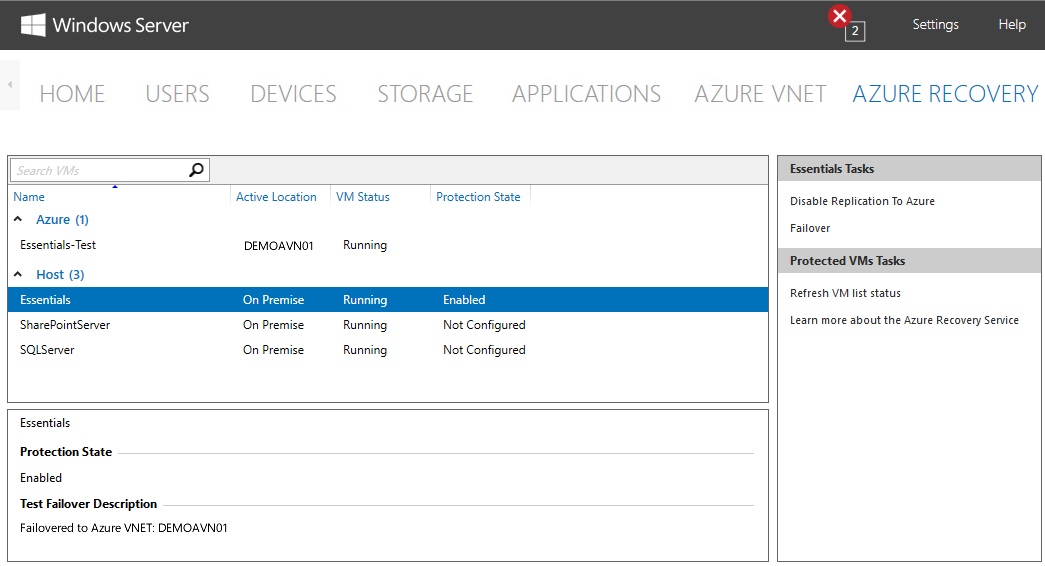 Windows Server
2
Settings
Help
HOME
USERS
DEVICES
STORAGE
APPLICATIONS
AZURE VNET
AZURE RECOVERY
Search VMs
Name Active Location VM Status Protection State
Azure (1)
Essentials-Test DEMOAVN01 Running
Host (3)
Essentials On Premise Running Enabled
SharePointServer On Premise Running Not Configured
SQLServer On Premise Running Not Configured
Essentials
Protection State
Enabled
Test Failover Description
Failovered to Azure VNET: DEMOAVN01
Essentials Tasks
Disable Replication To Azure
Failover
Protected VMs Tasks
Refresh VM list status
Learn more about the Azure Recovery Service